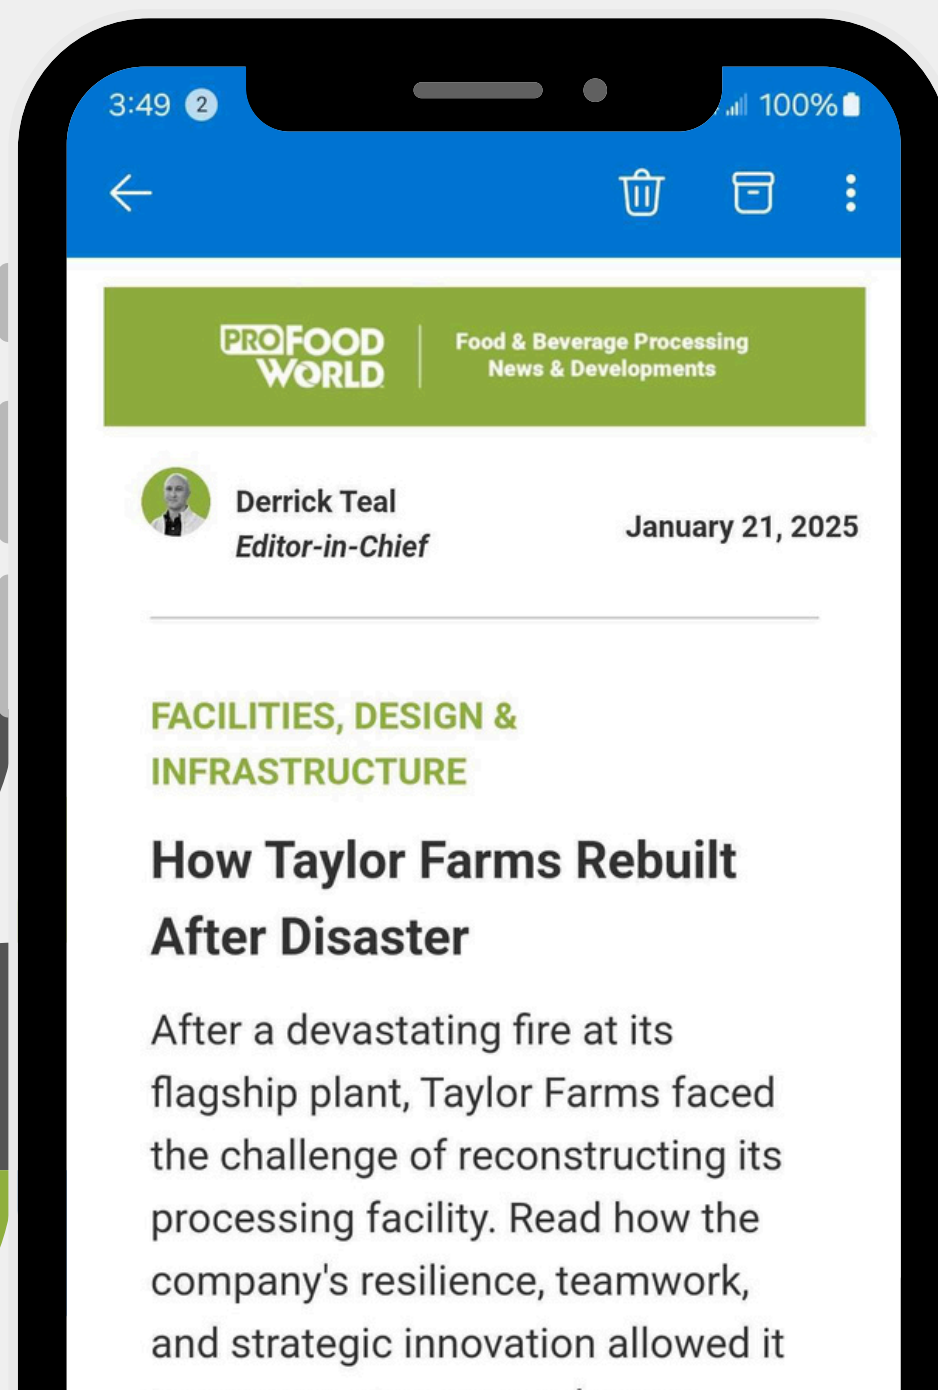 3:49 2 100%
PRO FOOD
WORLD
Food & Beverage Processing
News & Developments
Derrick Teal
Editor-in-Chief
January 21, 2025
FACILITIES, DESIGN &
INFRASTRUCTURE
How Taylor Farms Rebuilt
After Disaster
After a devastating fire at its
flagship plant, Taylor Farms faced
the challenge of reconstructing its
processing facility. Read how the
company's resilience, teamwork,
and strategic innovation allowed it